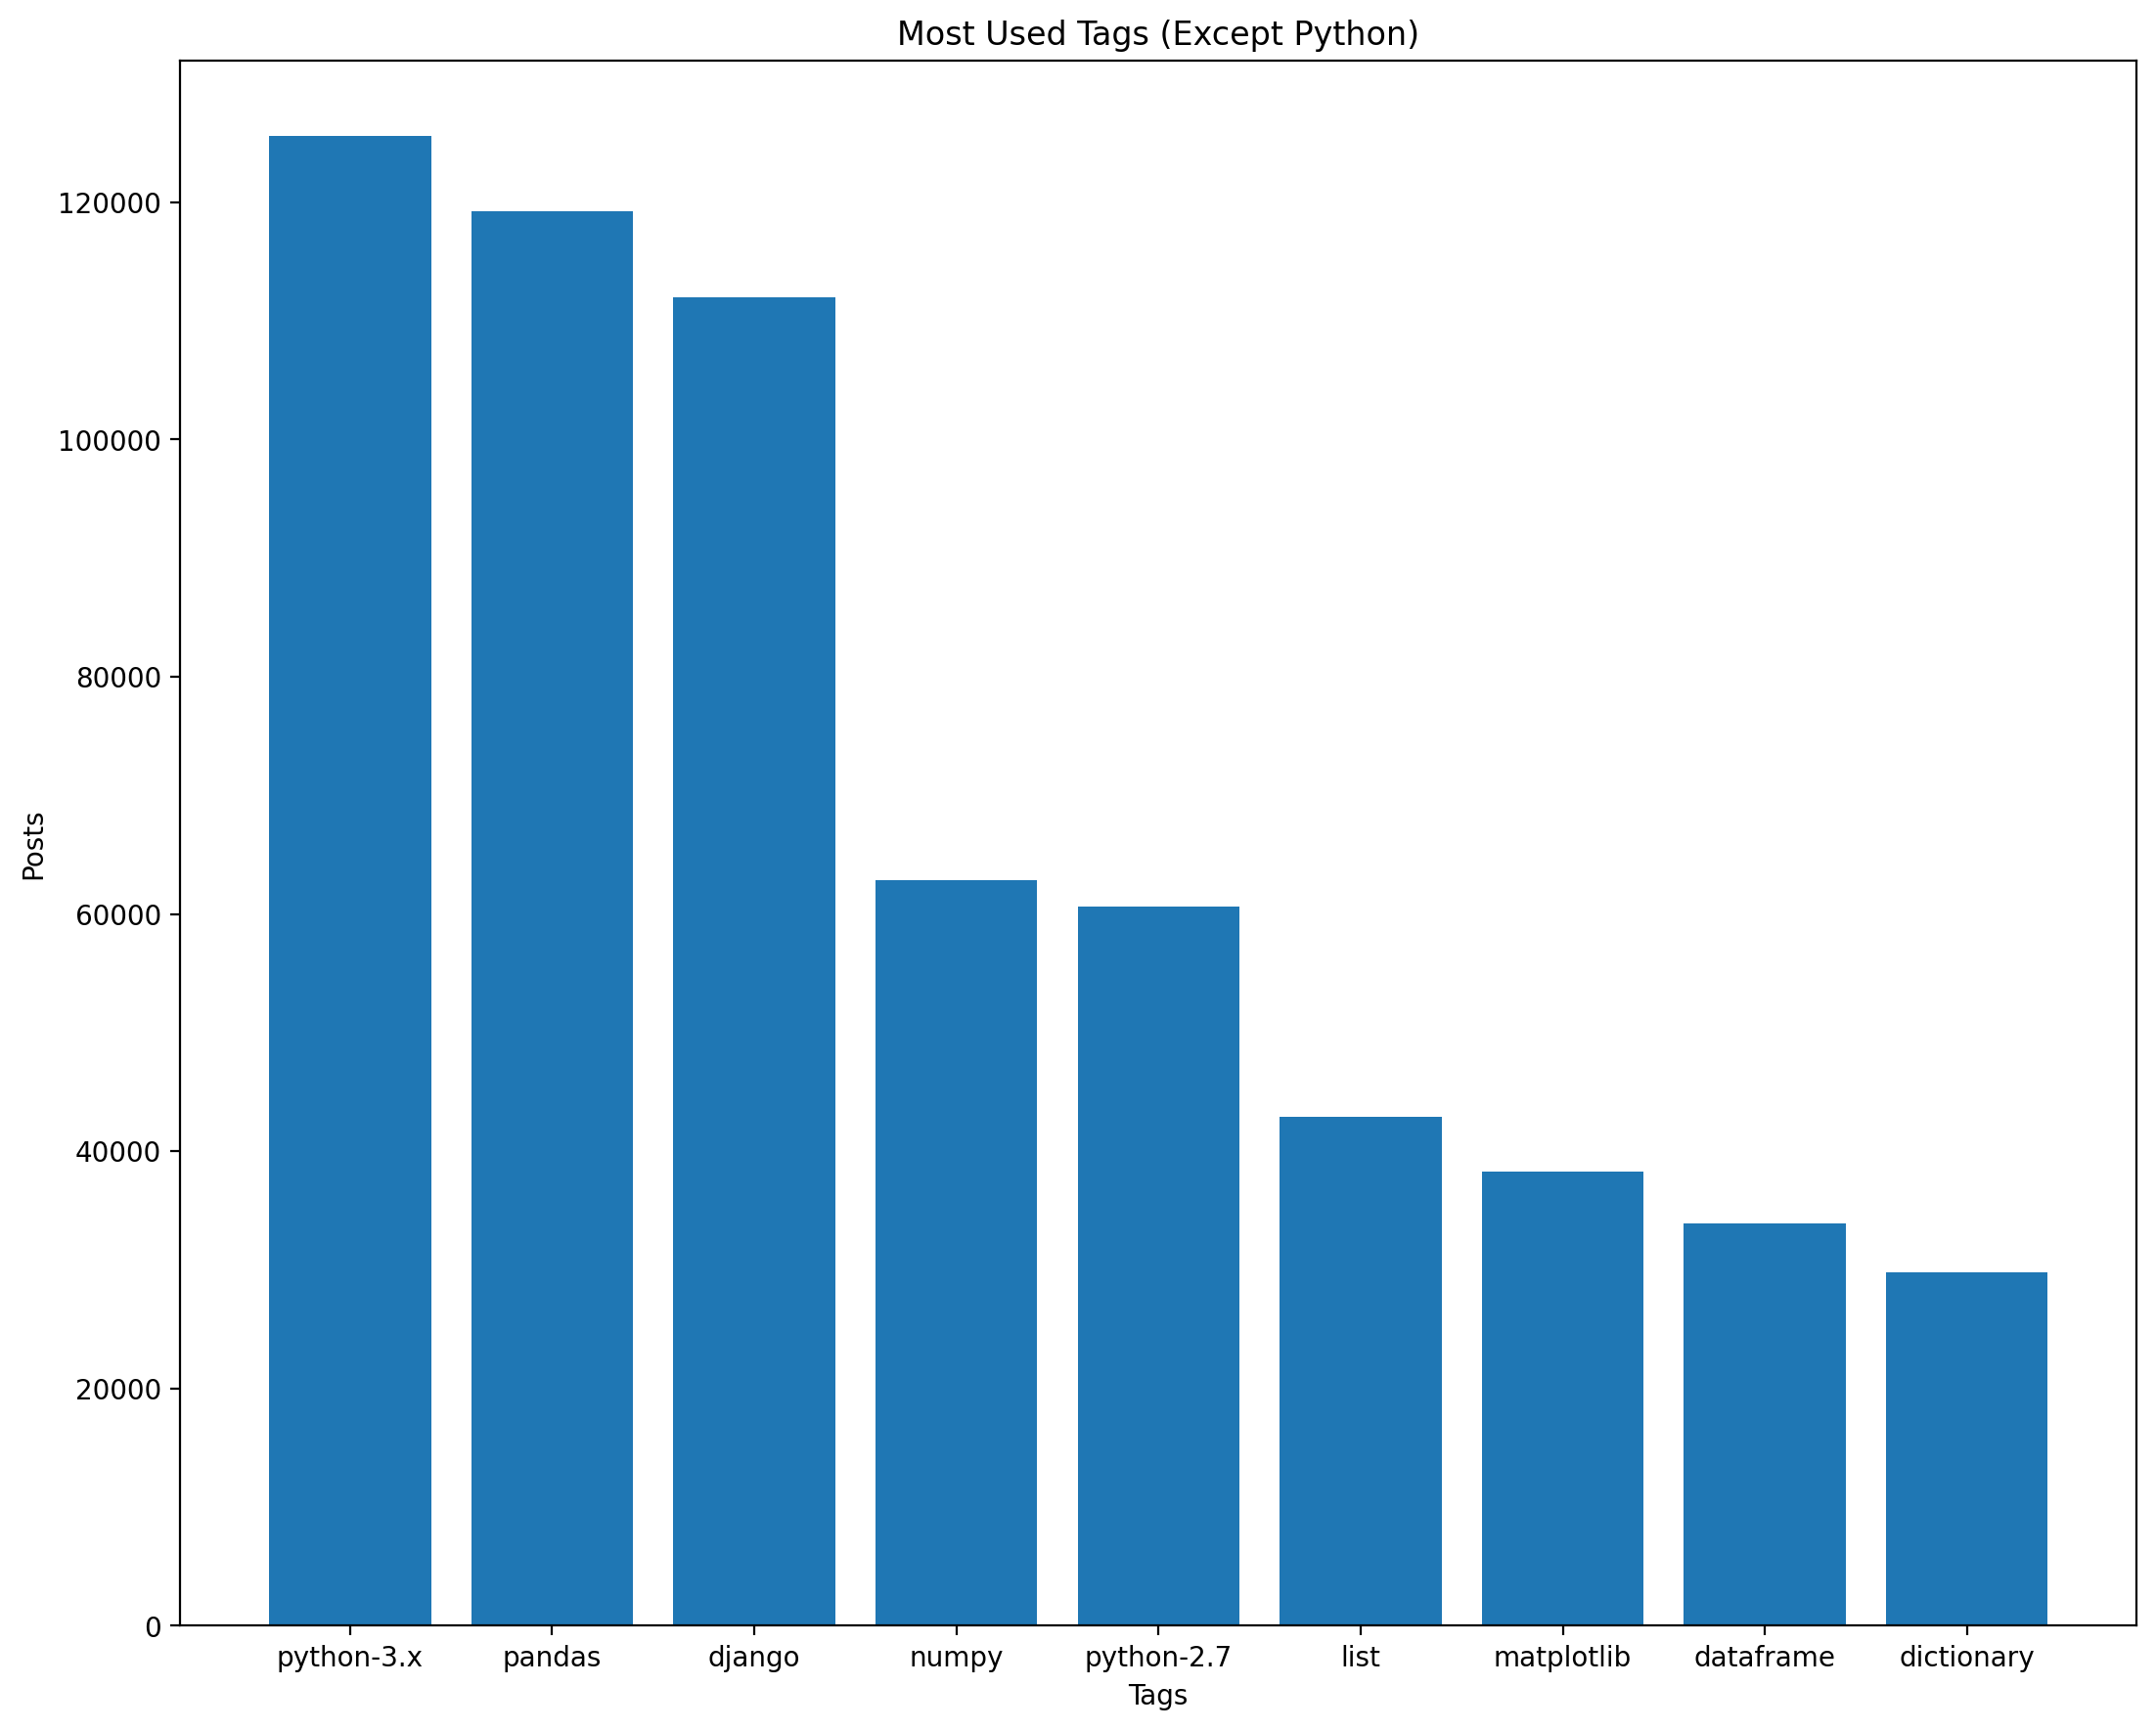 Most Used Tags (Except Python)
120000
100000
80000
60000
40000
20000
0
Posts
python-3.x pandas django numpy python-2.7 list matplotlib dataframe dictionary
Tags